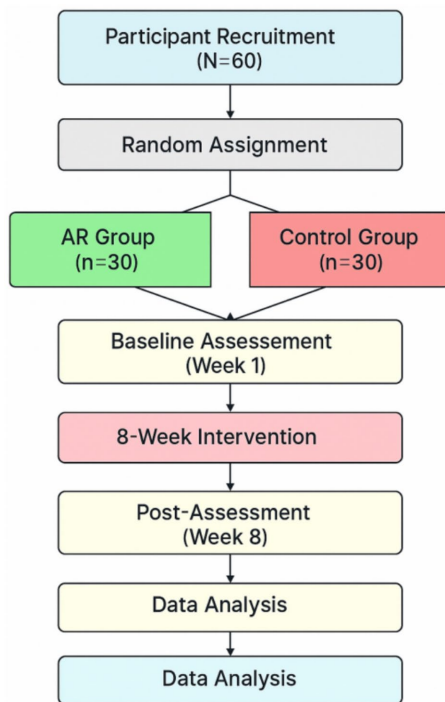 Participant Recruitment
(N=60)
Random Assignment
AR Group
(n=30)
Control Group
(n=30)
Baseline Assessement
(Week 1)
8-Week Intervention
Post-Assessment
(Week 8)
Data Analysis
Data Analysis